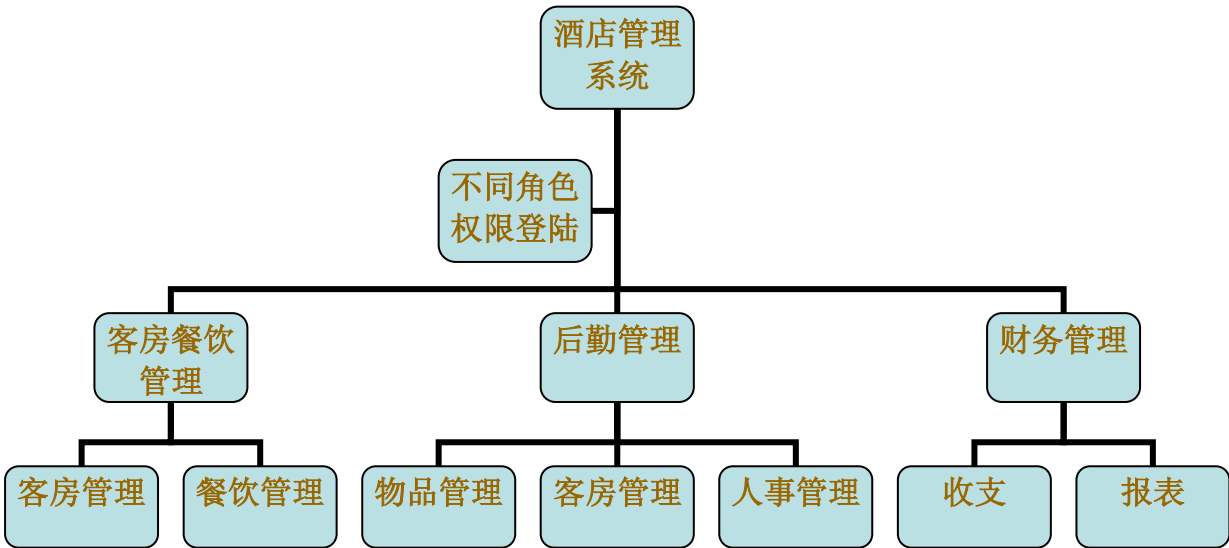 酒店管理
系统
不同角色
权限登陆
客房餐饮
管理
后勤管理
财务管理
客房管理
餐饮管理
物品管理
客房管理
人事管理
收支
报表